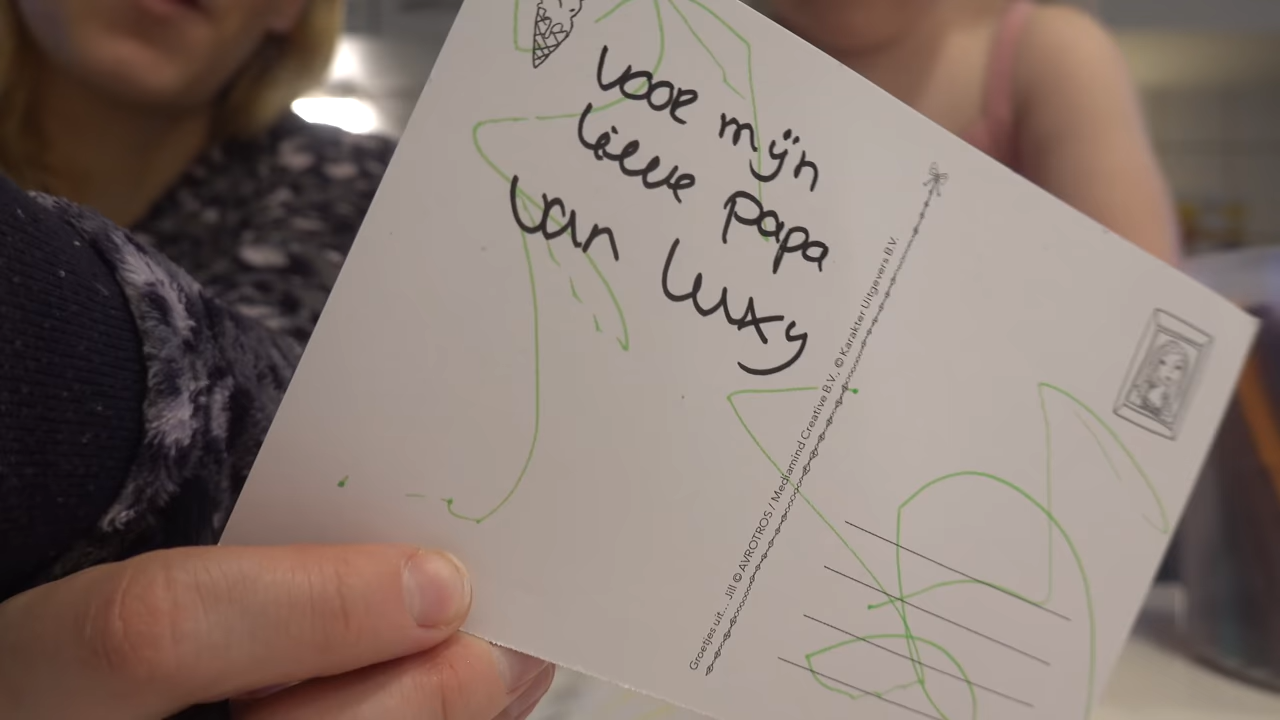 voor mijn
lieve papa
van Luxy
Groetjes uit... Jill © AVROTROS / Mediamind Creative B.V., © Karakter Uitgevers B.V.